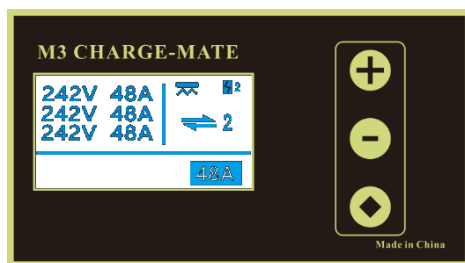 M3 CHARGE-MATE
242V 48A
242V 48A
242V 48A
2
2
48A
+
-
Made in China